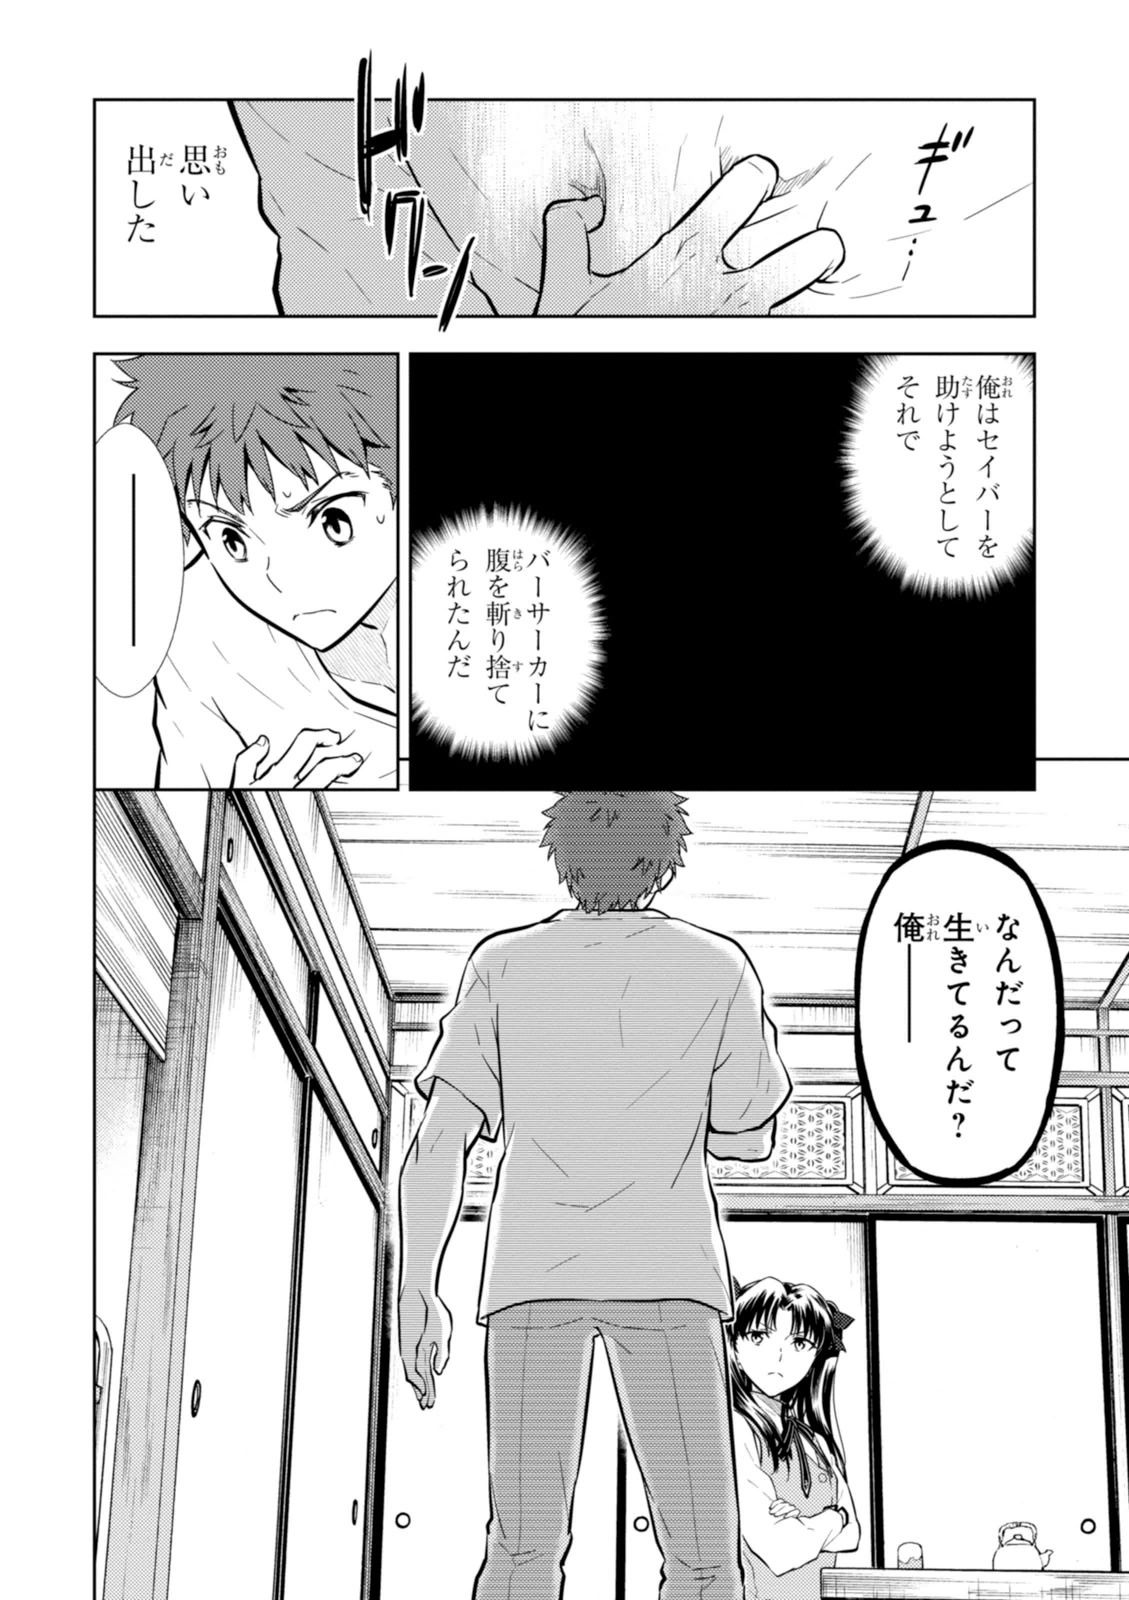 ギュ…
ドクン
思い
出した
俺はセイバーを
助けようとして
それで
バーサーカーに
腹を斬り捨て
られたんだ
――
なんだって
生きてるんだ?
俺――